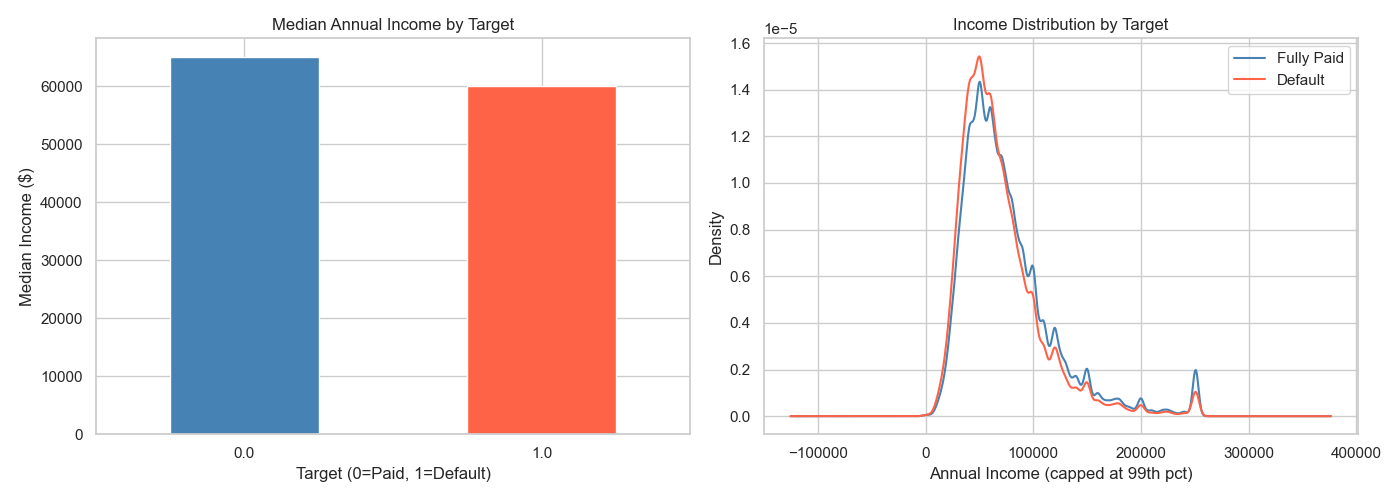 Median Annual Income by Target
Median Income ($)
60000
50000
40000
30000
20000
10000
0
0.0
1.0
Target (0=Paid, 1=Default)
Income Distribution by Target
1e−5
Fully Paid
Default
Density
1.6
1.4
1.2
1.0
0.8
0.6
0.4
0.2
0.0
−100000
0
100000
200000
300000
400000
Annual Income (capped at 99th pct)